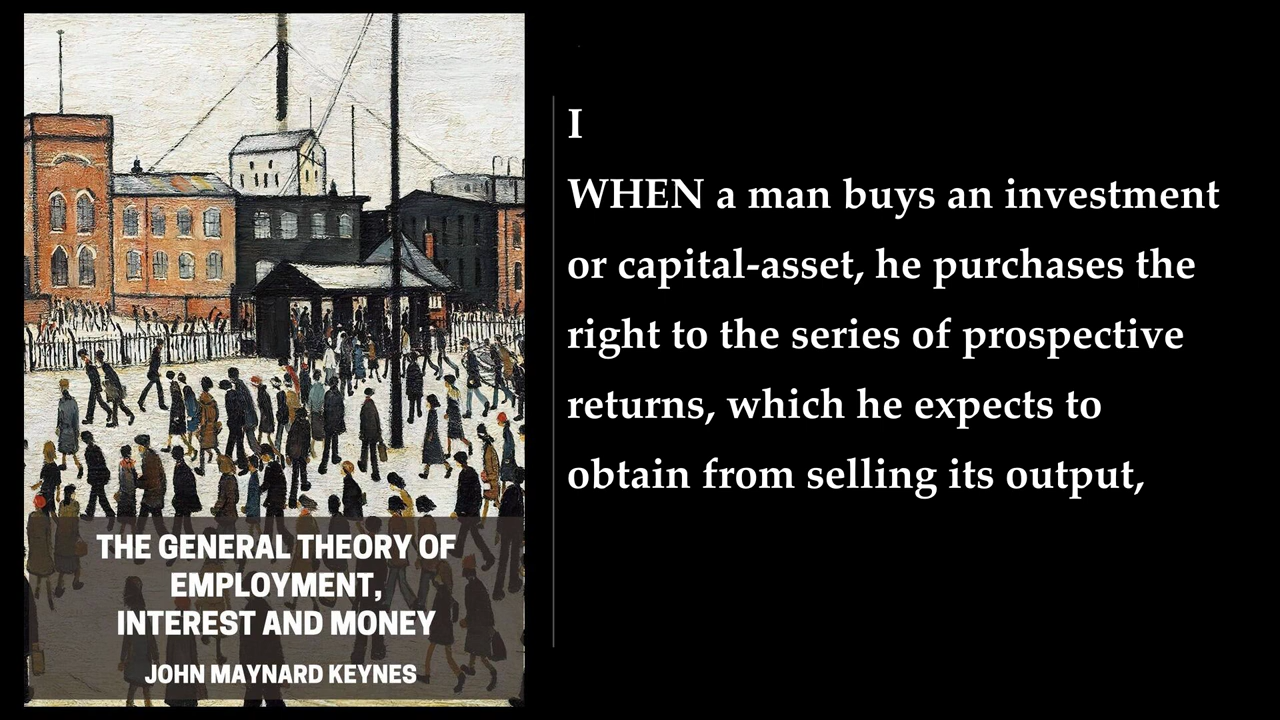 THE GENERAL THEORY OF
EMPLOYMENT,
INTEREST AND MONEY
JOHN MAYNARD KEYNES
I
WHEN a man buys an investment
or capital-asset, he purchases the
right to the series of prospective
returns, which he expects to
obtain from selling its output,